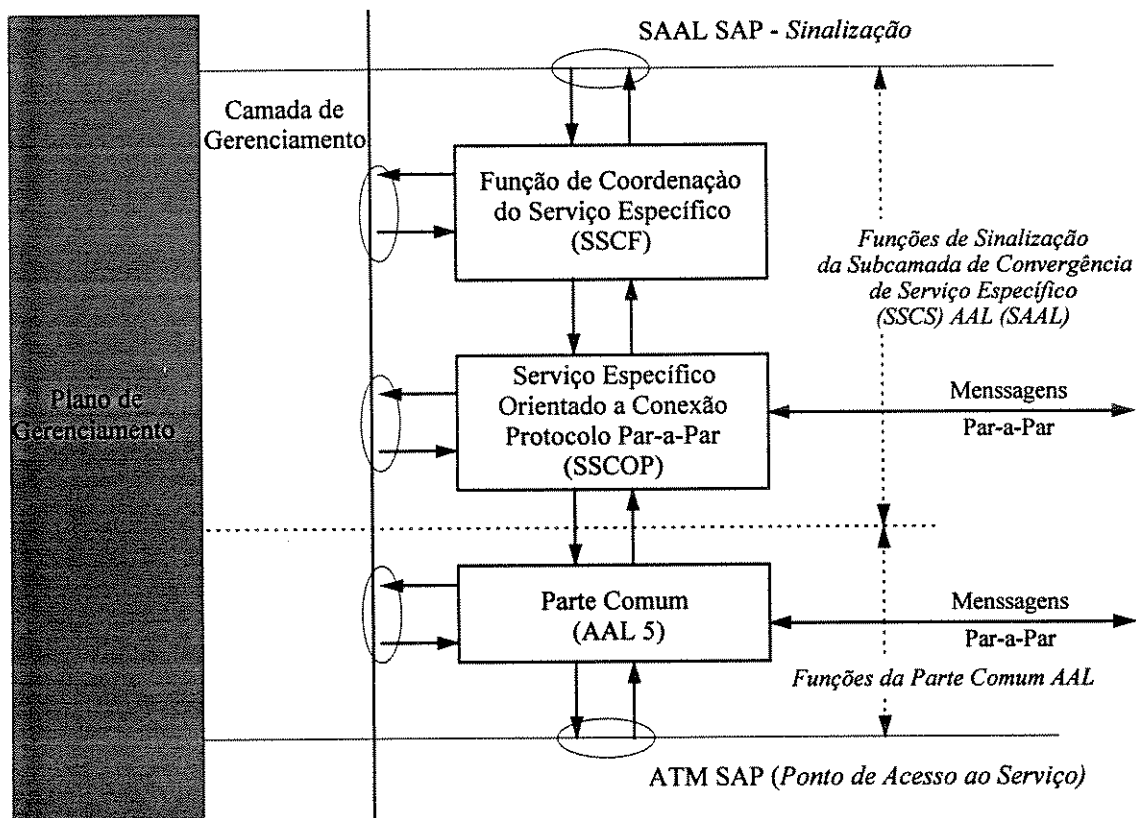 SAAL SAP - Sinalização
Camada de
Gerenciamento
Função de Coordenaçào
do Serviço Específico
(SSCF)
Funções de Sinalização
da Subcamada de Convergência
de Serviço Específico
(SSCS) AAL (SAAL)
Plano de
Gerenciamento
Serviço Específico
Orientado a Conexão
Protocolo Par-a-Par
(SSCOP)
Menssagens
Par-a-Par
Parte Comum
(AAL 5)
Menssagens
Par-a-Par
Funções da Parte Comum AAL
ATM SAP (Ponto de Acesso ao Serviço)